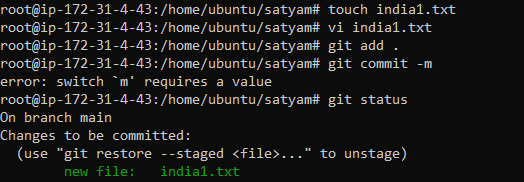 root@ip-172-31-4-43:/home/ubuntu/satyam# touch india1.txt
root@ip-172-31-4-43:/home/ubuntu/satyam# vi india1.txt
root@ip-172-31-4-43:/home/ubuntu/satyam# git add .
root@ip-172-31-4-43:/home/ubuntu/satyam# git commit -m
error: switch `m' requires a value
root@ip-172-31-4-43:/home/ubuntu/satyam# git status
On branch main
Changes to be committed:
  (use "git restore --staged <file>..." to unstage)
        new file:   india1.txt